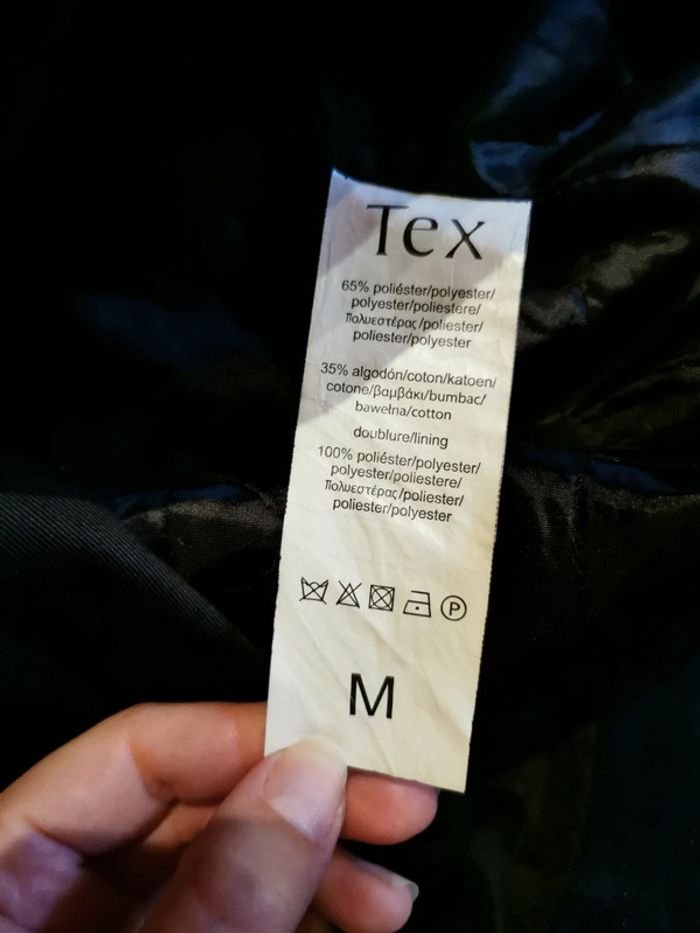 Tex
65% poliéster/polyester/
polyester/poliestere/
Πολυεστέρας/poliester/
poliester/polyester
35% algodón/coton/katoen/
cotone/βαμβάκι/bumbac/
bawełna/cotton
doublure/lining
100% poliéster/polyester/
polyester/poliestere/
Πολυεστέρας/poliester/
poliester/polyester
P
M